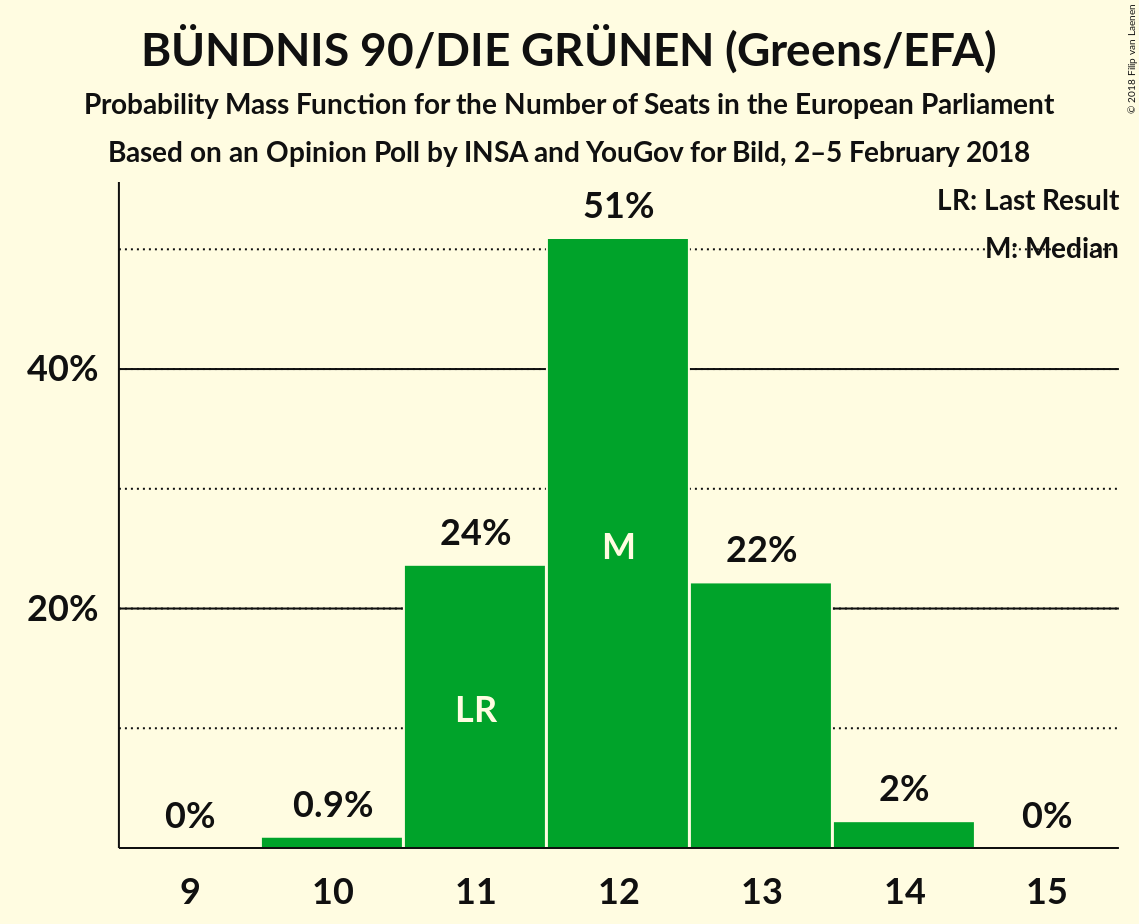 BÜNDNIS 90/DIE GRÜNEN (Greens/EFA)
Probability Mass Function for the Number of Seats in the European Parliament
Based on an Opinion Poll by INSA and YouGov for Bild, 2–5 February 2018
© 2018 Filip van Laenen
LR: Last Result
M: Median
40%
20%
0%
0.9%
24%
51%
22%
2%
0%
LR
M
9 10 11 12 13 14 15